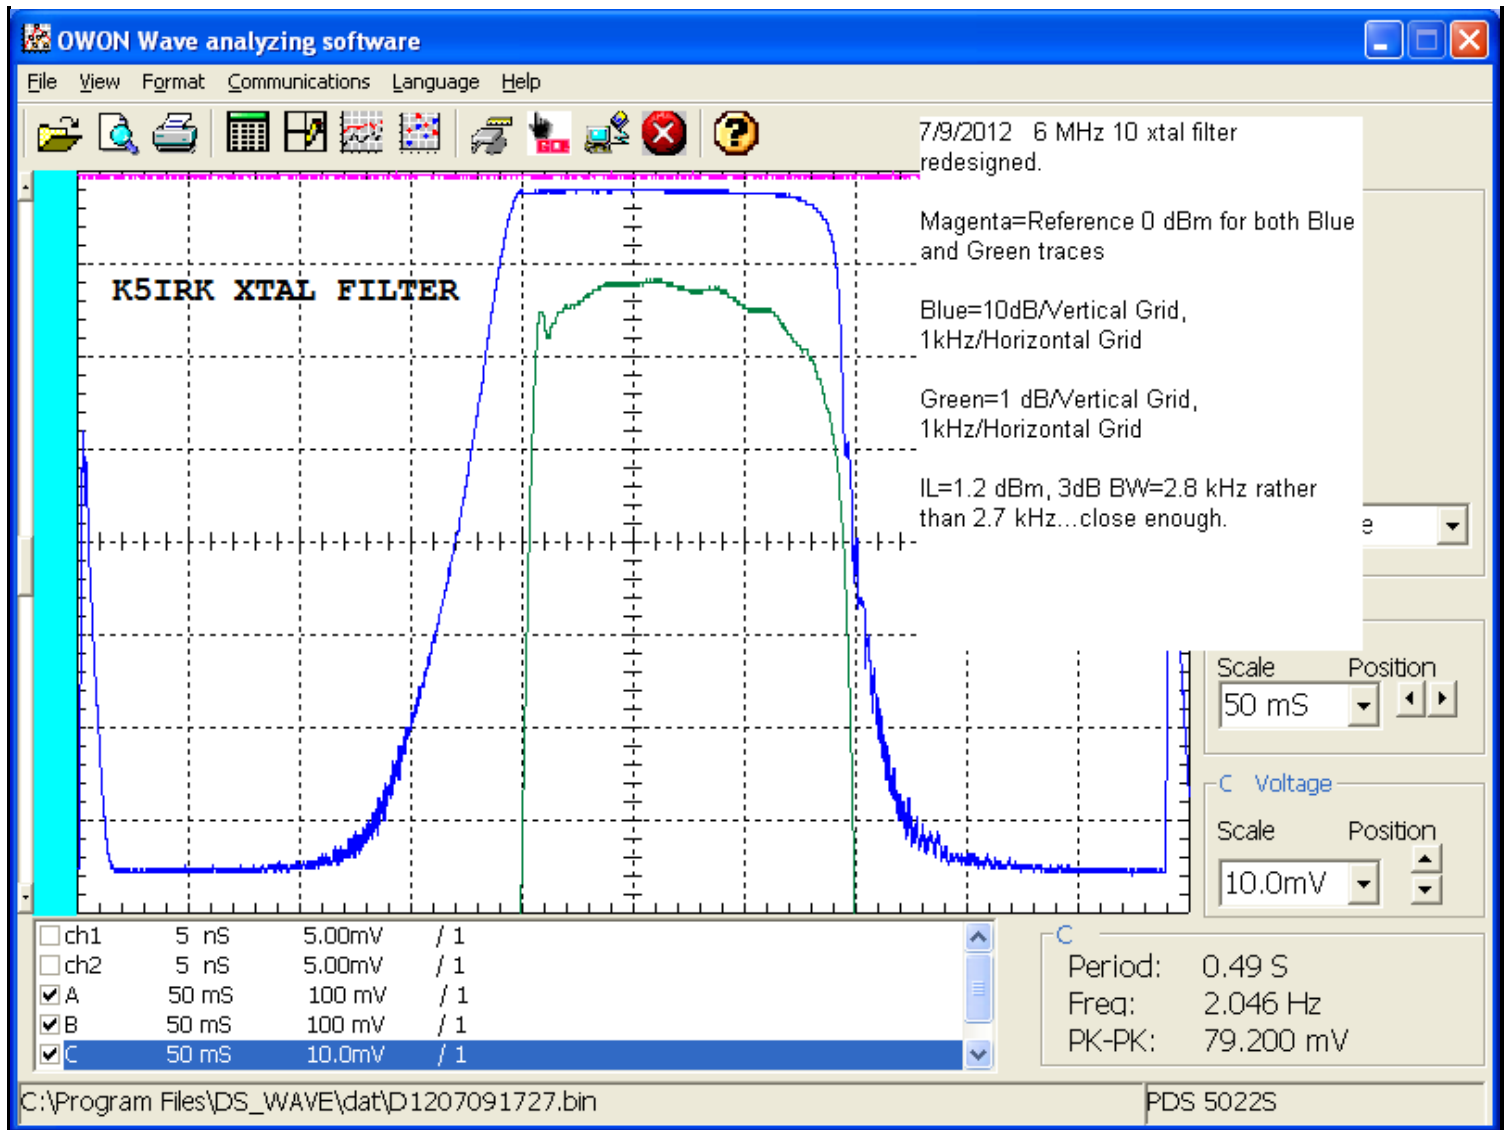 OWON Wave analyzing software
File View Format Communications Language Help
7/9/2012 6 MHz 10 xtal filter
redesigned.
Magenta=Reference 0 dBm for both Blue
and Green traces
K5IRK XTAL FILTER
Blue=10dB/Vertical Grid,
1kHz/Horizontal Grid
Green=1 dB/Vertical Grid,
1kHz/Horizontal Grid
IL=1.2 dBm, 3dB BW=2.8 kHz rather
than 2.7 kHz...close enough.
e
Scale Position
50 mS
C Voltage
Scale Position
10.0mV
ch1 5 nS 5.00mV / 1
ch2 5 nS 5.00mV / 1
A 50 mS 100 mV / 1
B 50 mS 100 mV / 1
C 50 mS 10.0mV / 1
C
Period: 0.49 S
Freq: 2.046 Hz
PK-PK: 79.200 mV
C:\Program Files\DS_WAVE\dat\D1207091727.bin
PDS 5022S